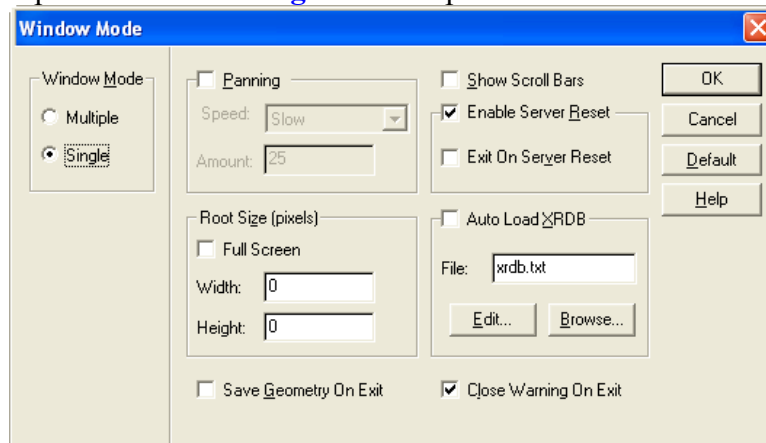 Window Mode
Window Mode
Multiple
Single
Panning
Speed: Slow
Amount: 25
Root Size (pixels)
Full Screen
Width: 0
Height: 0
Save Geometry On Exit
Show Scroll Bars
Enable Server Reset
Exit On Server Reset
Auto Load XRDB
File: xrdb.txt
Edit... Browse...
Close Warning On Exit
OK
Cancel
Default
Help